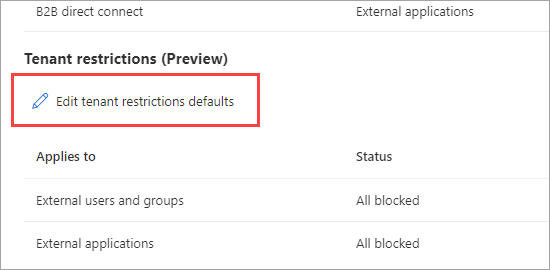 B2B direct connect External applications
Tenant restrictions (Preview)
Edit tenant restrictions defaults
Applies to Status
External users and groups All blocked
External applications All blocked